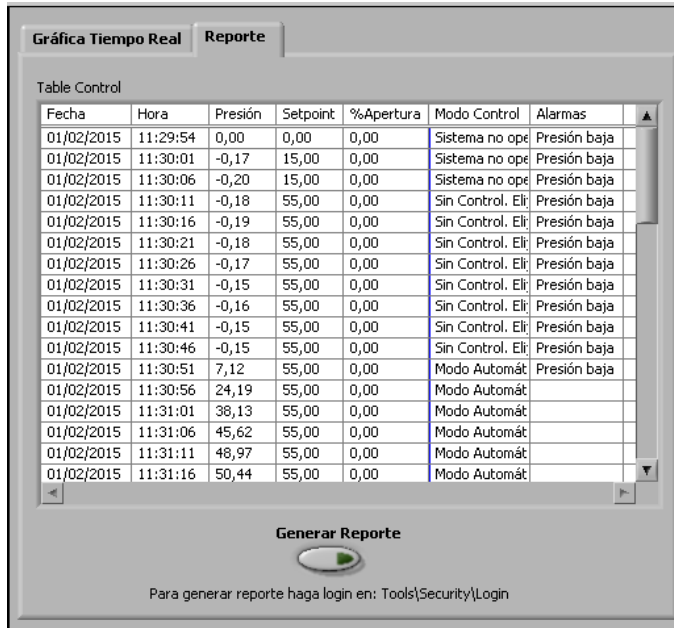 Gráfica Tiempo Real Reporte
Table Control
Fecha Hora Presión Setpoint %Apertura Modo Control Alarmas
01/02/2015 11:29:54 0,00 0,00 0,00 Sistema no ope Presión baja
01/02/2015 11:30:01 -0,17 15,00 0,00 Sistema no ope Presión baja
01/02/2015 11:30:06 -0,20 15,00 0,00 Sistema no ope Presión baja
01/02/2015 11:30:11 -0,18 55,00 0,00 Sin Control. Elij Presión baja
01/02/2015 11:30:16 -0,19 55,00 0,00 Sin Control. Elij Presión baja
01/02/2015 11:30:21 -0,18 55,00 0,00 Sin Control. Elij Presión baja
01/02/2015 11:30:26 -0,17 55,00 0,00 Sin Control. Elij Presión baja
01/02/2015 11:30:31 -0,15 55,00 0,00 Sin Control. Elij Presión baja
01/02/2015 11:30:36 -0,16 55,00 0,00 Sin Control. Elij Presión baja
01/02/2015 11:30:41 -0,15 55,00 0,00 Sin Control. Elij Presión baja
01/02/2015 11:30:46 -0,15 55,00 0,00 Sin Control. Elij Presión baja
01/02/2015 11:30:51 7,12 55,00 0,00 Modo Automát Presión baja
01/02/2015 11:30:56 24,19 55,00 0,00 Modo Automát
01/02/2015 11:31:01 38,13 55,00 0,00 Modo Automát
01/02/2015 11:31:06 45,62 55,00 0,00 Modo Automát
01/02/2015 11:31:11 48,97 55,00 0,00 Modo Automát
01/02/2015 11:31:16 50,44 55,00 0,00 Modo Automát
Generar Reporte
Para generar reporte haga login en: Tools\Security\Login